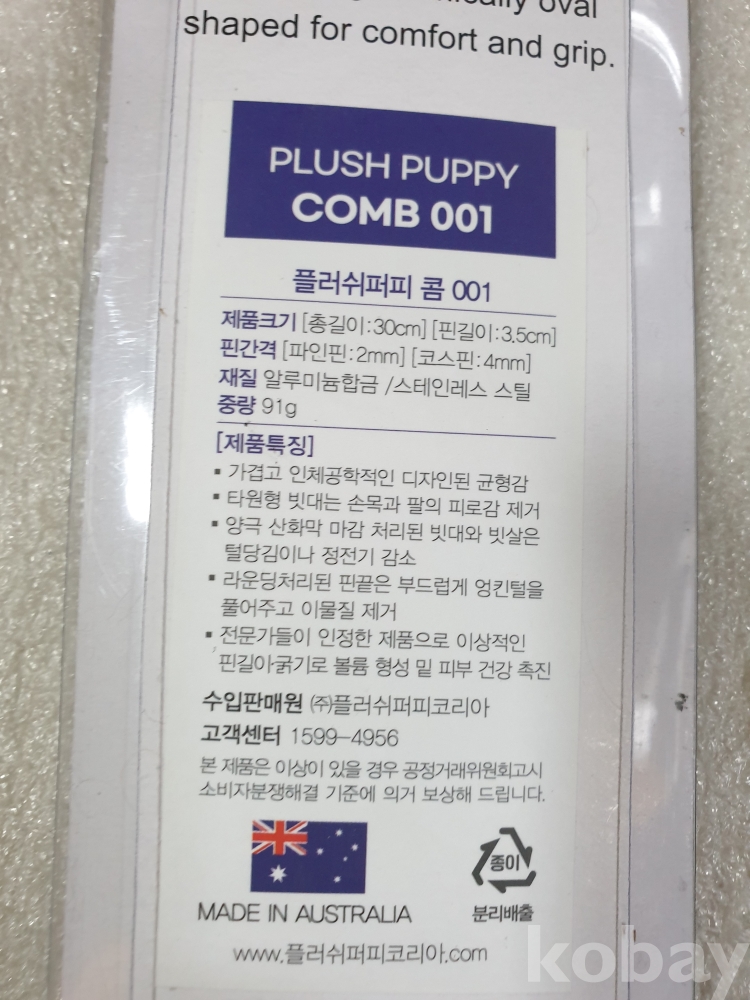 oval
shaped for comfort and grip.
PLUSH PUPPY
COMB 001
플러쉬퍼피 콤 001
제품크기 [총길이:30cm] [핀길이:3.5cm]
핀간격 [파인핀:2mm] [코스핀:4mm]
재질 알루미늄합금 /스테인레스 스틸
중량 91g
[제품특징]
▪ 가겹고 인체공학적인 디자인된 균형감
▪ 타원형 빗대는 손목과 팔의 피로감 제거
▪ 양극 산화막 마감 처리된 빗대와 빗살은
털당김이나 정전기 감소
▪ 라운딩처리된 핀끝은 부드럽게 엉킨털을
풀어주고 이물질 제거
▪ 전문가들이 인정한 제품으로 이상적인
핀길이·굵기로 볼륨 형성 밑 피부 건강 촉진
수입판매원 ㈜플러쉬퍼피코리아
고객센터 1599-4956
본 제품은 이상이 있을 경우 공정거래위원회고시
소비자분쟁해결 기준에 의거 보상해 드립니다.
종이
MADE IN AUSTRALIA 분리배출
www.플러쉬퍼피코리아.com
kobay